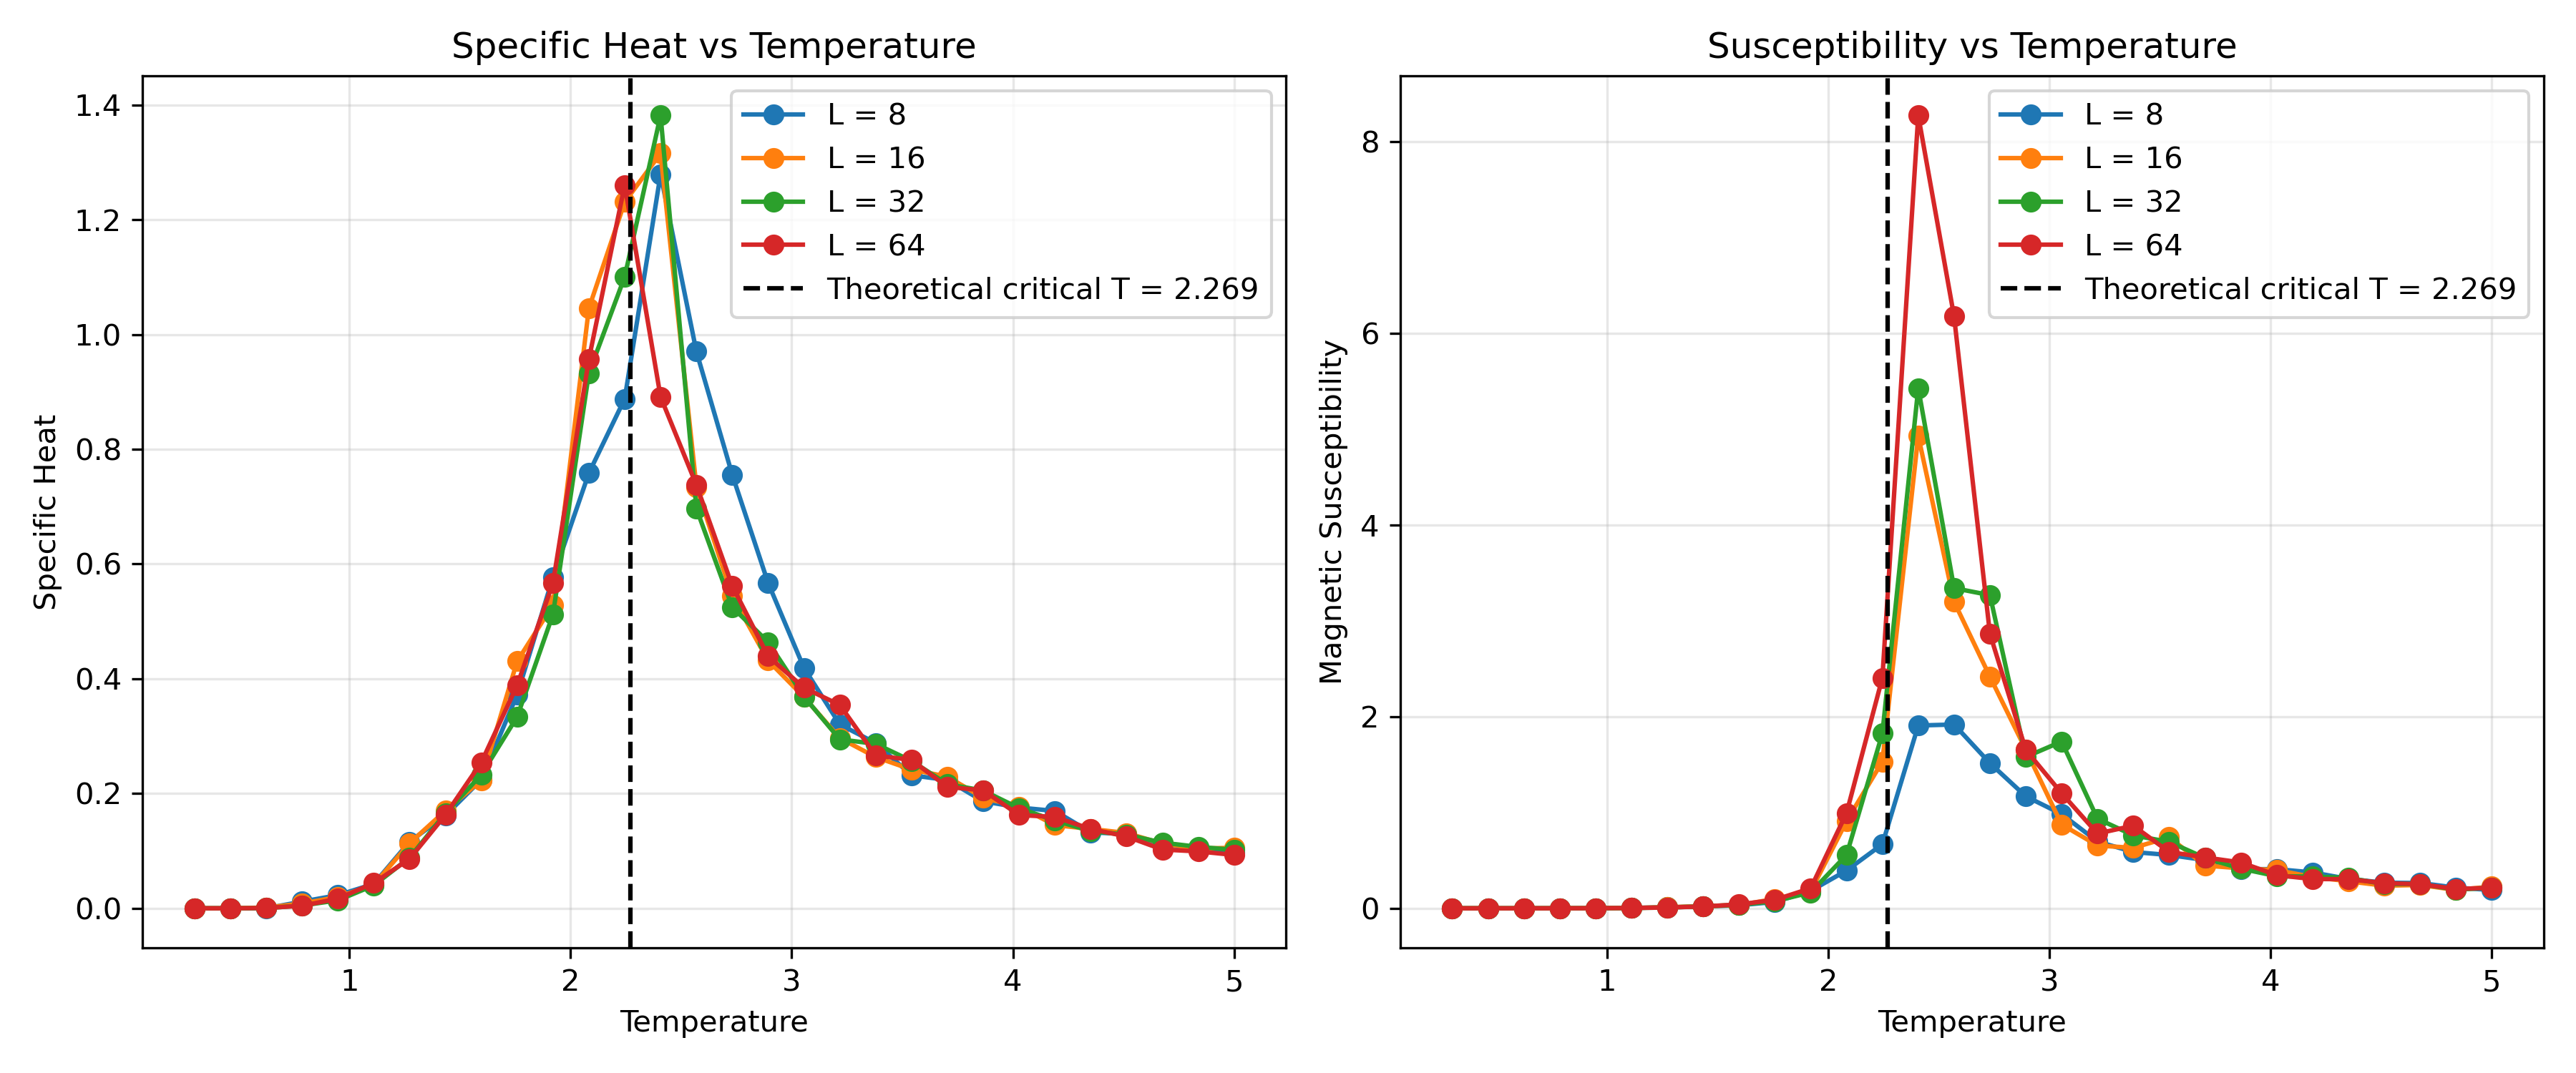 Specific Heat vs Temperature
1.4
1.2
1.0
0.8
0.6
0.4
0.2
0.0
Specific Heat
L = 8
L = 16
L = 32
L = 64
Theoretical critical T = 2.269
1 2 3 4 5
Temperature
Susceptibility vs Temperature
8
6
4
2
0
Magnetic Susceptibility
L = 8
L = 16
L = 32
L = 64
Theoretical critical T = 2.269
1 2 3 4 5
Temperature